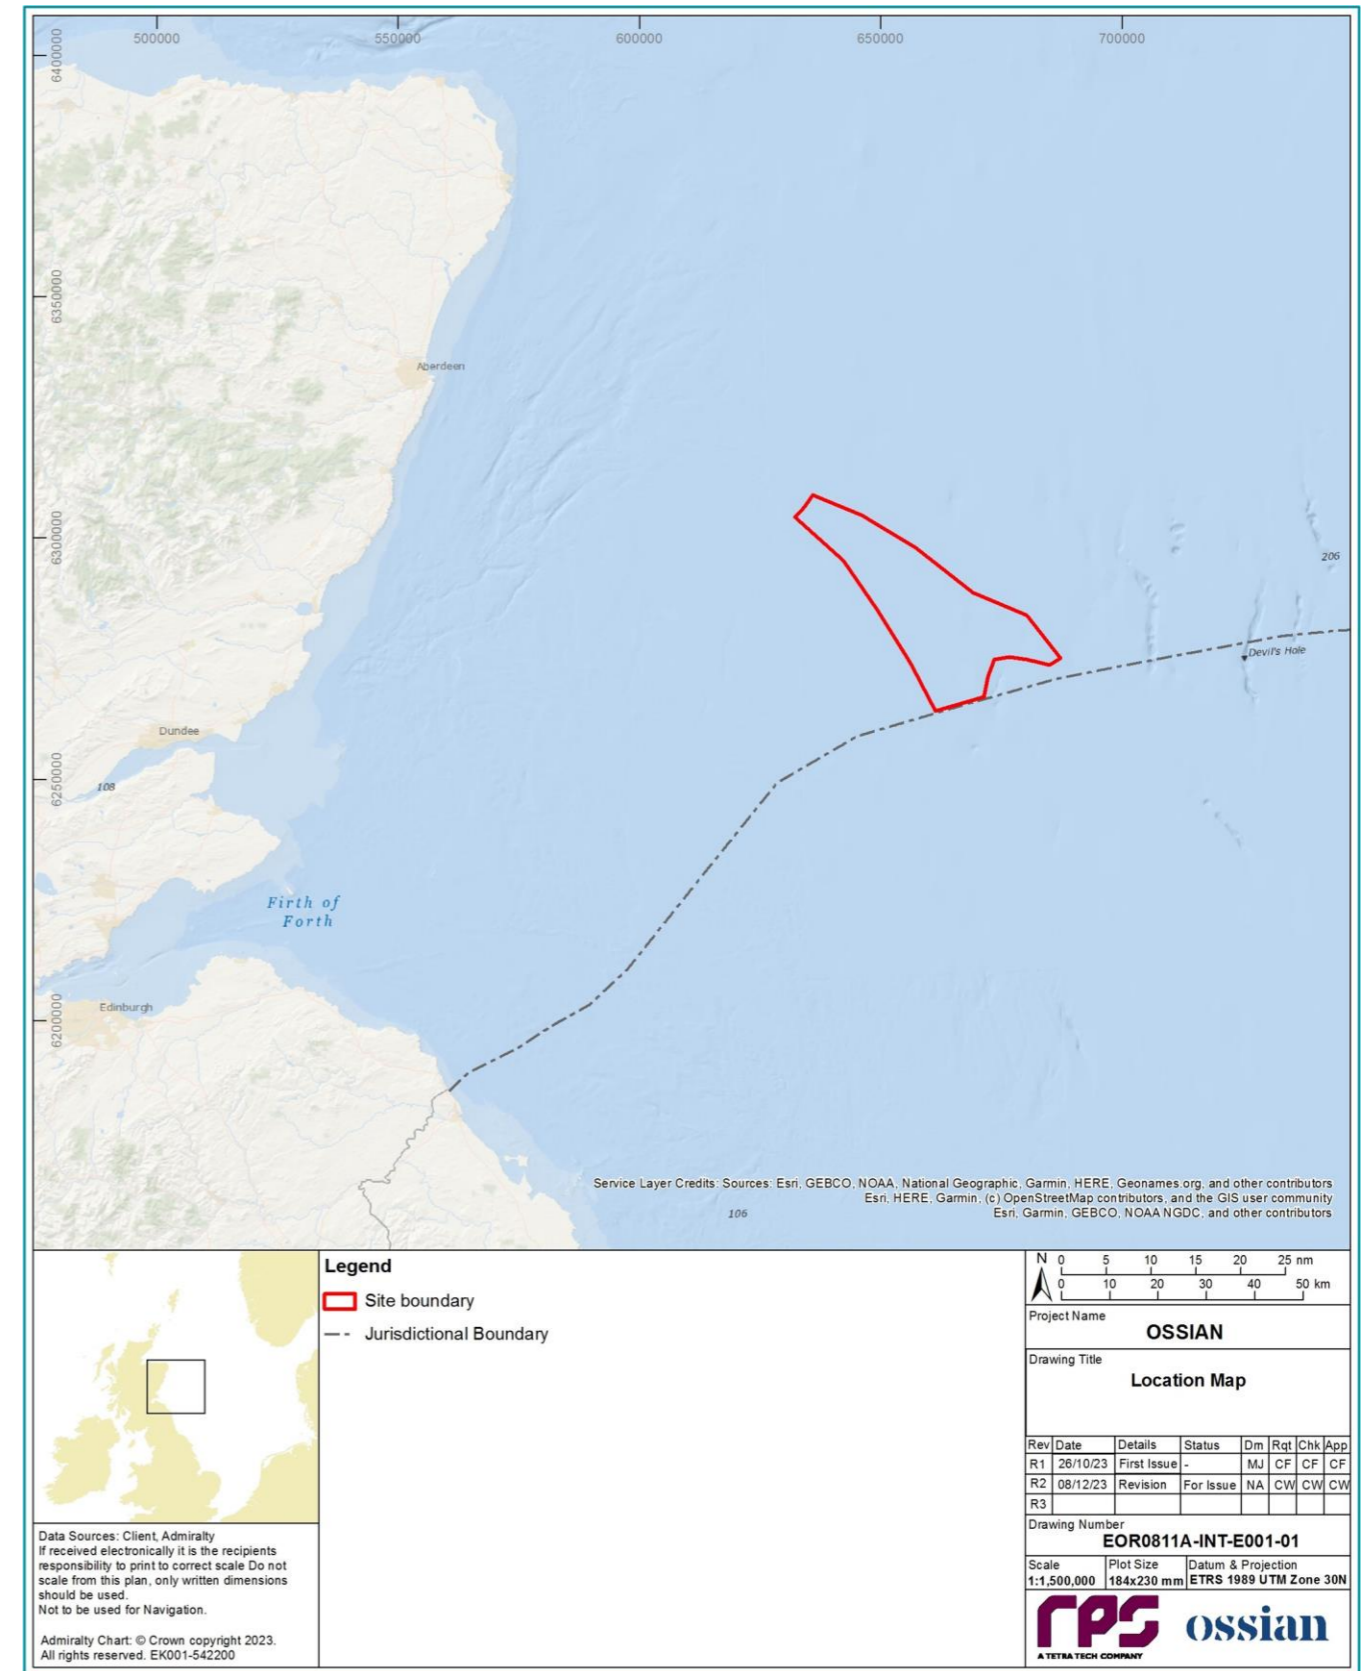 500000
550000
600000
650000
700000
6400000
6350000
6300000
6250000
6200000
Aberdeen
206
Devil's Hole
Dundee
108
Firth of
Forth
Edinburgh
Service Layer Credits: Sources: Esri, GEBCO, NOAA, National Geographic, Garmin, HERE, Geonames.org, and other contributors
Esri, HERE, Garmin, (c) OpenStreetMap contributors, and the GIS user community
Esri, Garmin, GEBCO, NOAA NGDC, and other contributors
106
Legend
Site boundary
Jurisdictional Boundary
N 0 5 10 15 20 25 nm
0 10 20 30 40 50 km
Project Name
OSSIAN
Drawing Title
Location Map
Rev Date Details Status Dm Rqt Chk App
R1 26/10/23 First Issue - MJ CF CF CF
R2 08/12/23 Revision For Issue NA CW CW CW
R3
Drawing Number
EOR0811A-INT-E001-01
Scale Plot Size Datum & Projection
1:1,500,000 184x230 mm ETRS 1989 UTM Zone 30N
rps ossian
A TETRA TECH COMPANY
Data Sources: Client, Admiralty
If received electronically it is the recipients
responsibility to print to correct scale Do not
scale from this plan, only written dimensions
should be used.
Not to be used for Navigation.
Admiralty Chart: © Crown copyright 2023.
All rights reserved. EK001-542200